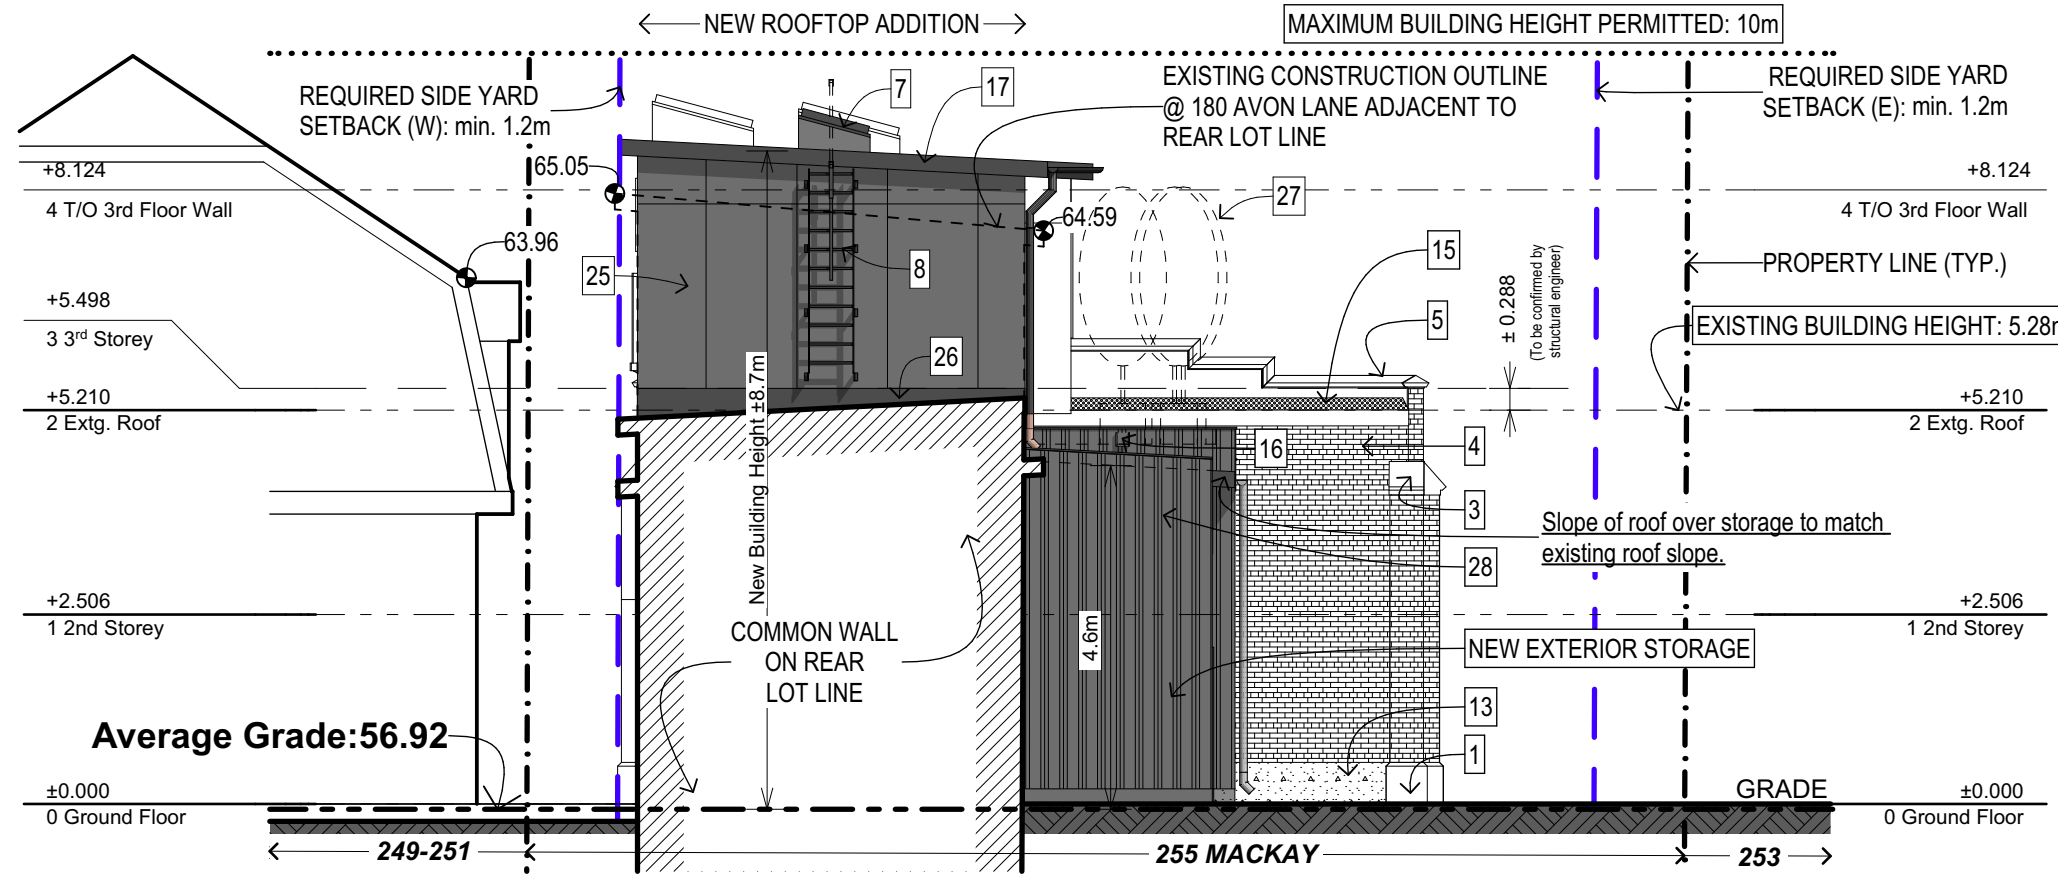 NEW ROOFTOP ADDITION
MAXIMUM BUILDING HEIGHT PERMITTED: 10m
REQUIRED SIDE YARD
SETBACK (W): min. 1.2m
7
17
EXISTING CONSTRUCTION OUTLINE
@ 180 AVON LANE ADJACENT TO
REAR LOT LINE
REQUIRED SIDE YARD
SETBACK (E): min. 1.2m
+8.124
4 T/O 3rd Floor Wall
65.05
64.59
27
+8.124
4 T/O 3rd Floor Wall
63.96
25
8
15
PROPERTY LINE (TYP.)
+5.498
3 3rd Storey
26
5
± 0.288
(To be confirmed by
structural engineer)
EXISTING BUILDING HEIGHT: 5.28m
+5.210
2 Extg. Roof
+5.210
2 Extg. Roof
New Building Height ±8.7m
16
4
3
Slope of roof over storage to match
existing roof slope.
28
+2.506
1 2nd Storey
+2.506
1 2nd Storey
COMMON WALL
ON REAR
LOT LINE
4.6m
NEW EXTERIOR STORAGE
13
1
Average Grade:56.92
±0.000
0 Ground Floor
GRADE
±0.000
0 Ground Floor
249-251
255 MACKAY
253